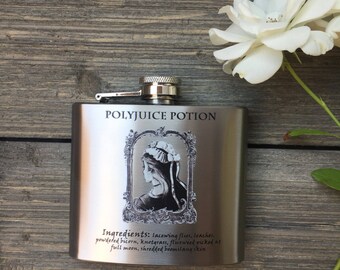 POLYJUICE POTION
Ingredients: Lacewing flies, leeches,
powdered bicorn, knotgrass, fluxweed picked at
full moon, shredded boomslang skin